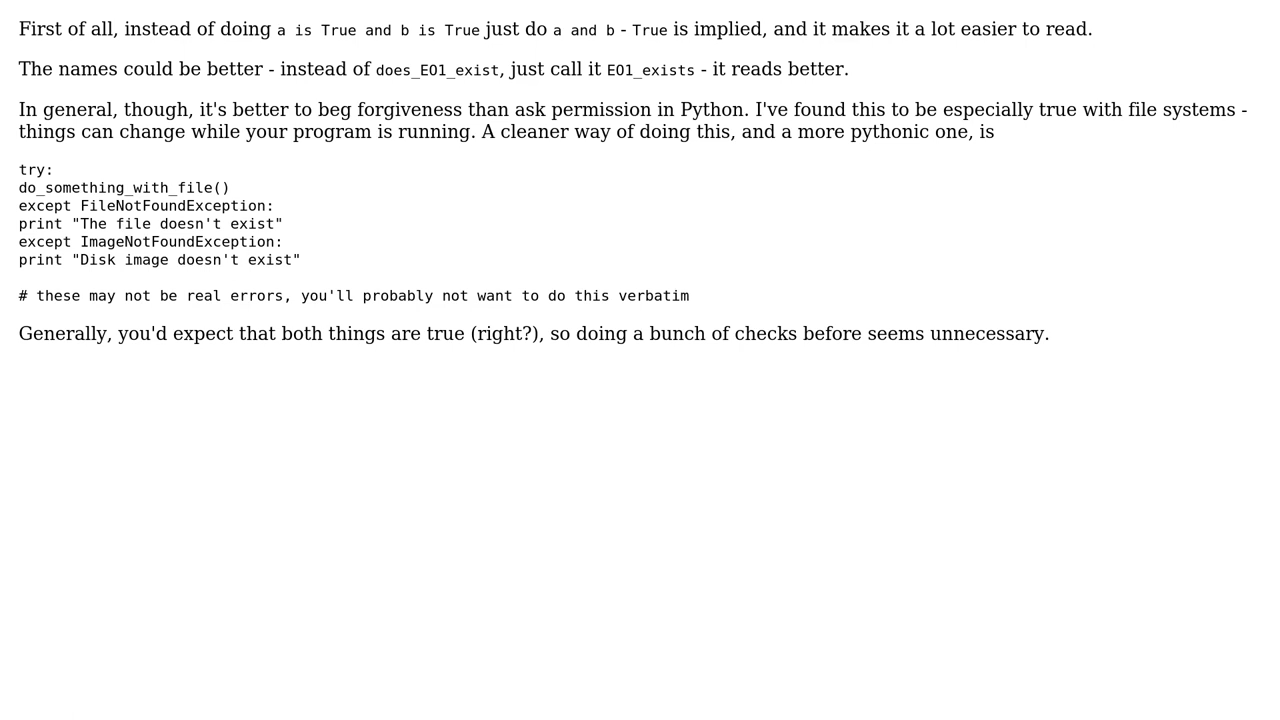 First of all, instead of doing a is True and b is True just do a and b - True is implied, and it makes it a lot easier to read.
The names could be better - instead of does_E01_exist, just call it E01_exists - it reads better.
In general, though, it's better to beg forgiveness than ask permission in Python. I've found this to be especially true with file systems -
things can change while your program is running. A cleaner way of doing this, and a more pythonic one, is
try:
do_something_with_file()
except FileNotFoundException:
print "The file doesn't exist"
except ImageNotFoundException:
print "Disk image doesn't exist"
# these may not be real errors, you'll probably not want to do this verbatim
Generally, you'd expect that both things are true (right?), so doing a bunch of checks before seems unnecessary.